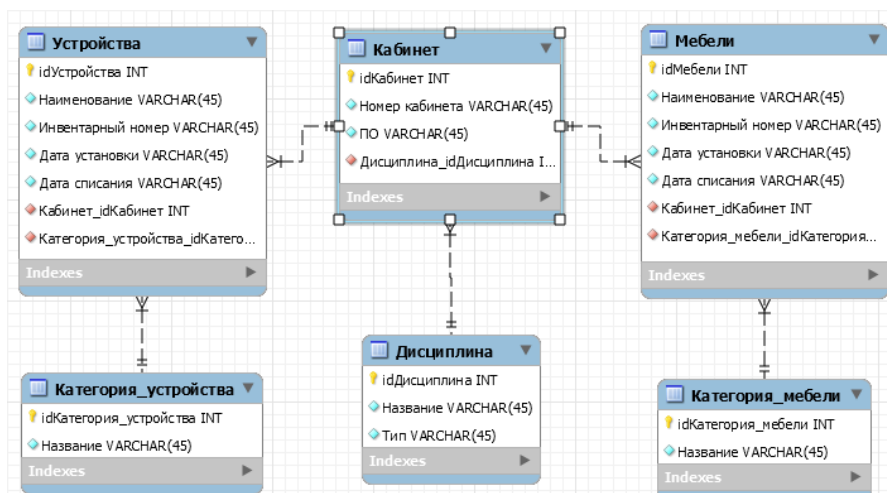 Устройства
idУстройства INT
Наименование VARCHAR(45)
Инвентарный номер VARCHAR(45)
Дата установки VARCHAR(45)
Дата списания VARCHAR(45)
Кабинет_idКабинет INT
Категория_устройства_idКатего...
Indexes
Кабинет
idКабинет INT
Номер кабинета VARCHAR(45)
ПО VARCHAR(45)
Дисциплина_idДисциплина I...
Indexes
Мебели
idМебели INT
Наименование VARCHAR(45)
Инвентарный номер VARCHAR(45)
Дата установки VARCHAR(45)
Дата списания VARCHAR(45)
Кабинет_idКабинет INT
Категория_мебели_idКатегория...
Indexes
Категория_устройства
idКатегория_устройства INT
Название VARCHAR(45)
Indexes
Дисциплина
idДисциплина INT
Название VARCHAR(45)
Тип VARCHAR(45)
Indexes
Категория_мебели
idКатегория_мебели INT
Название VARCHAR(45)
Indexes